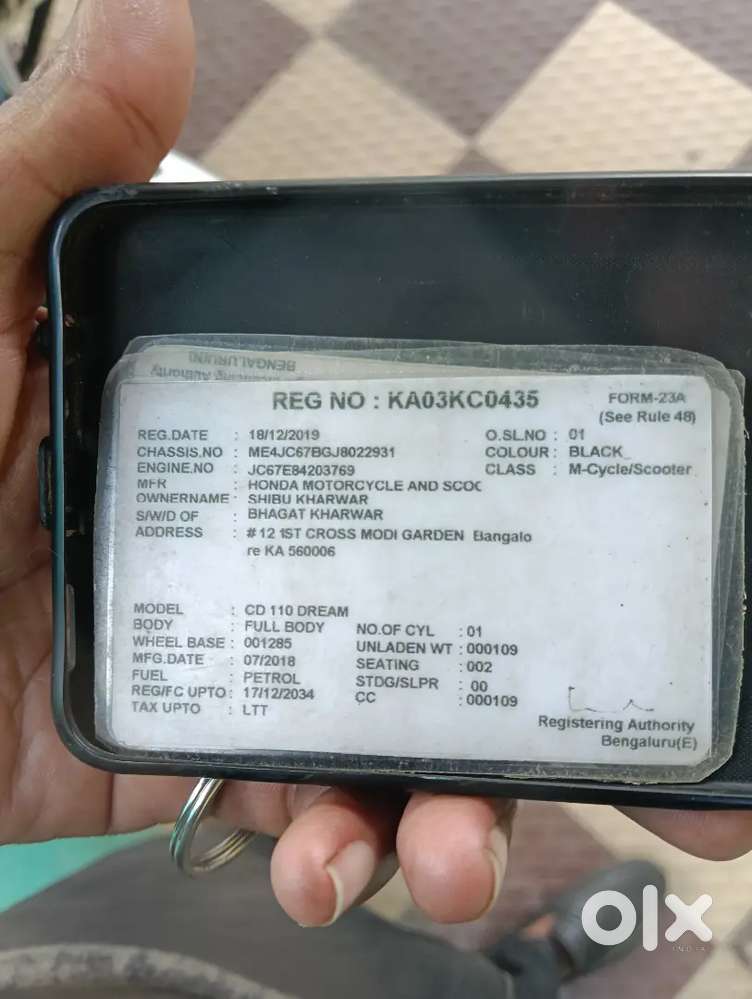 BENGALURU(N)
Authority
REG NO : KA03KC0435
FORM-23A
(See Rule 48)
REG.DATE : 18/12/2019 O.SL.NO : 01
CHASSIS.NO : ME4JC67BGJ8022931 COLOUR : BLACK
ENGINE.NO : JC67E84203769 CLASS : M-Cycle/Scooter
MFR : HONDA MOTORCYCLE AND SCOO
OWNERNAME : SHIBU KHARWAR
S/W/D OF : BHAGAT KHARWAR
ADDRESS : # 12 1ST CROSS MODI GARDEN Bangalo
re KA 560006
MODEL : CD 110 DREAM
BODY : FULL BODY NO.OF CYL : 01
WHEEL BASE : 001285 UNLADEN WT : 000109
MFG.DATE : 07/2018 SEATING : 002
FUEL : PETROL STDG/SLPR : 00
REG/FC UPTO : 17/12/2034 CC : 000109
TAX UPTO : LTT
Registering Authority
Bengaluru(E)
olx
INDIA